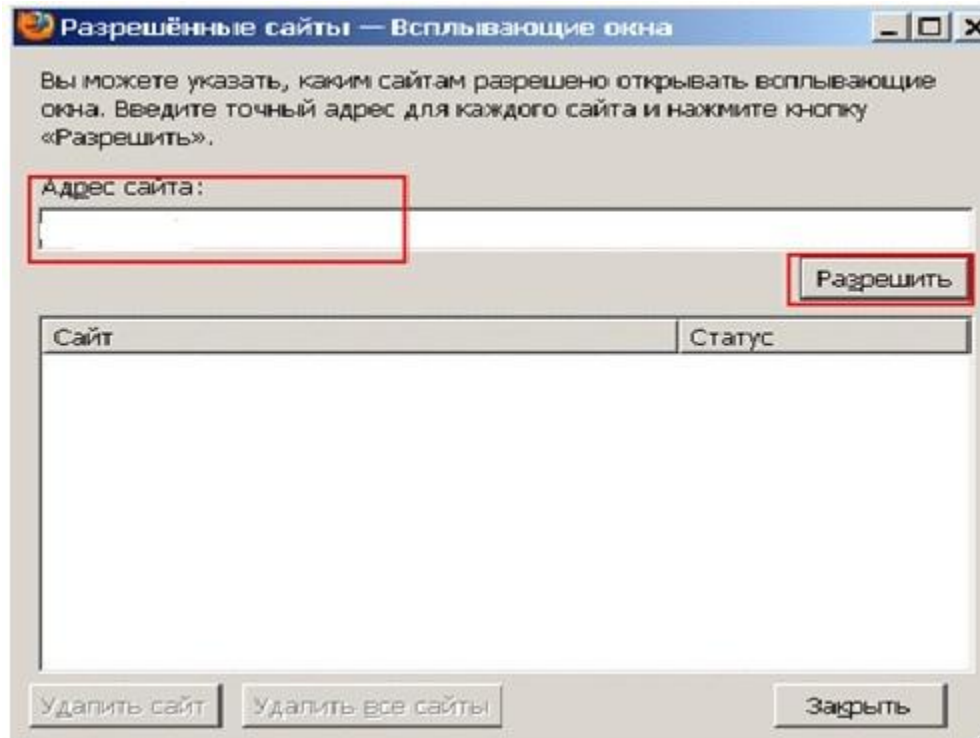 Разрешённые сайты — Всплывающие окна
Вы можете указать, каким сайтам разрешено открывать всплывающие
окна. Введите точный адрес для каждого сайта и нажмите кнопку
«Разрешить».
Адрес сайта:
Разрешить
Сайт Статус
Удалить сайт Удалить все сайты Закрыть